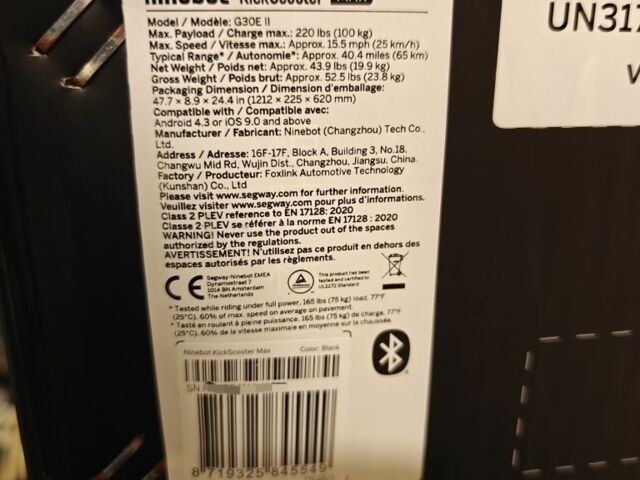 ninebot KickScooter MAX
Model / Modèle: G30E II
Max. Payload / Charge max.: 220 lbs (100 kg)
Max. Speed / Vitesse max.: Approx. 15.5 mph (25 km/h)
Typical Range* / Autonomie*: Approx. 40.4 miles (65 km)
Net Weight / Poids net: Approx. 43.9 lbs (19.9 kg)
Gross Weight / Poids brut: Approx. 52.5 lbs (23.8 kg)
Packaging Dimension / Dimension d'emballage:
47.7 × 8.9 × 24.4 in (1212 × 225 × 620 mm)
Compatible with / Compatible avec:
Android 4.3 or iOS 9.0 and above
Manufacturer / Fabricant: Ninebot (Changzhou) Tech Co.,
Ltd.
Address / Adresse: 16F-17F, Block A, Building 3, No.18,
Changwu Mid Rd, Wujin Dist., Changzhou, Jiangsu, China.
Factory / Producteur: Foxlink Automotive Technology
(Kunshan) Co., Ltd
Please visit www.segway.com for further information.
Veuillez visiter www.segway.com pour plus d'informations.
Class 2 PLEV reference to EN 17128: 2020
Classe 2 PLEV se référer à la norme EN 17128 : 2020
WARNING! Never use the product out of the spaces
authorized by the regulations.
AVERTISSEMENT! N'utilisez pas ce produit en dehors des
espaces autorisés par les règlements.
CE
Segway-Ninebot EMEA
Dynamostraat 7
1014 BN Amsterdam
The Netherlands
This product has been
tested and certified to
UL2272 Standard
* Tested while riding under full power, 165 lbs (75 kg) load, 77°F
(25°C), 60% of max. speed on average on pavement.
* Testé en roulant à pleine puissance, 165 lbs (75 kg) de charge, 77°F
(25°C), 60% de la vitesse maximale en moyenne sur la chaussée.
Ninebot KickScooter Max Color: Black
SN:
8 719325 845549
UN317